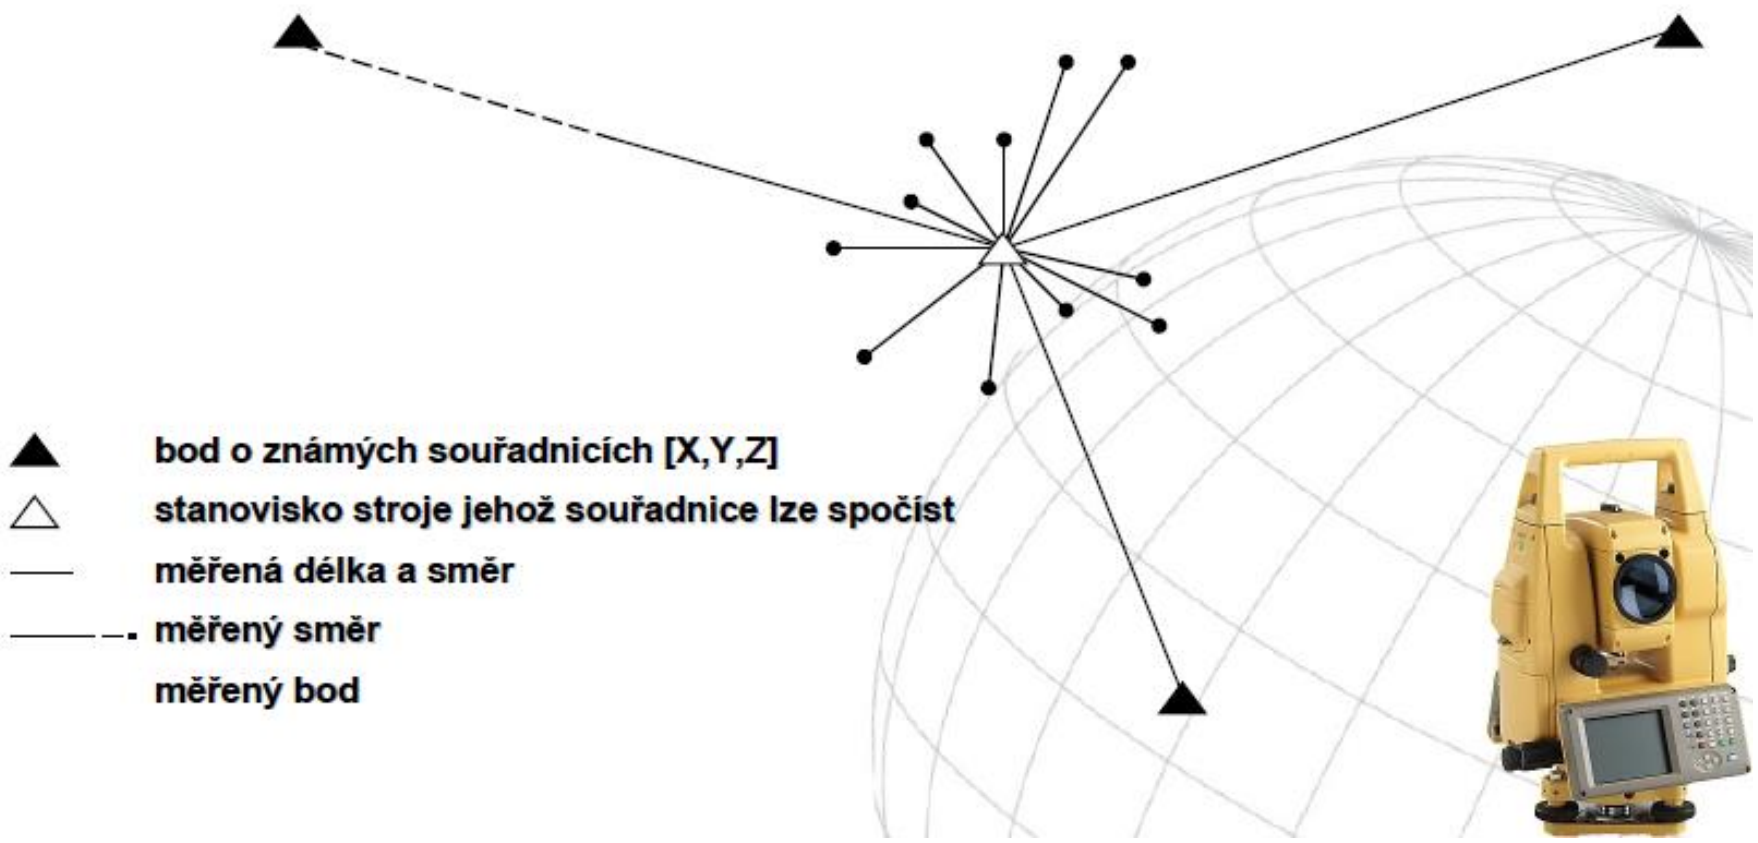 bod o známých souřadnicích [X,Y,Z]
stanovisko stroje jehož souřadnice lze spočíst
měřená délka a směr
měřený směr
měřený bod